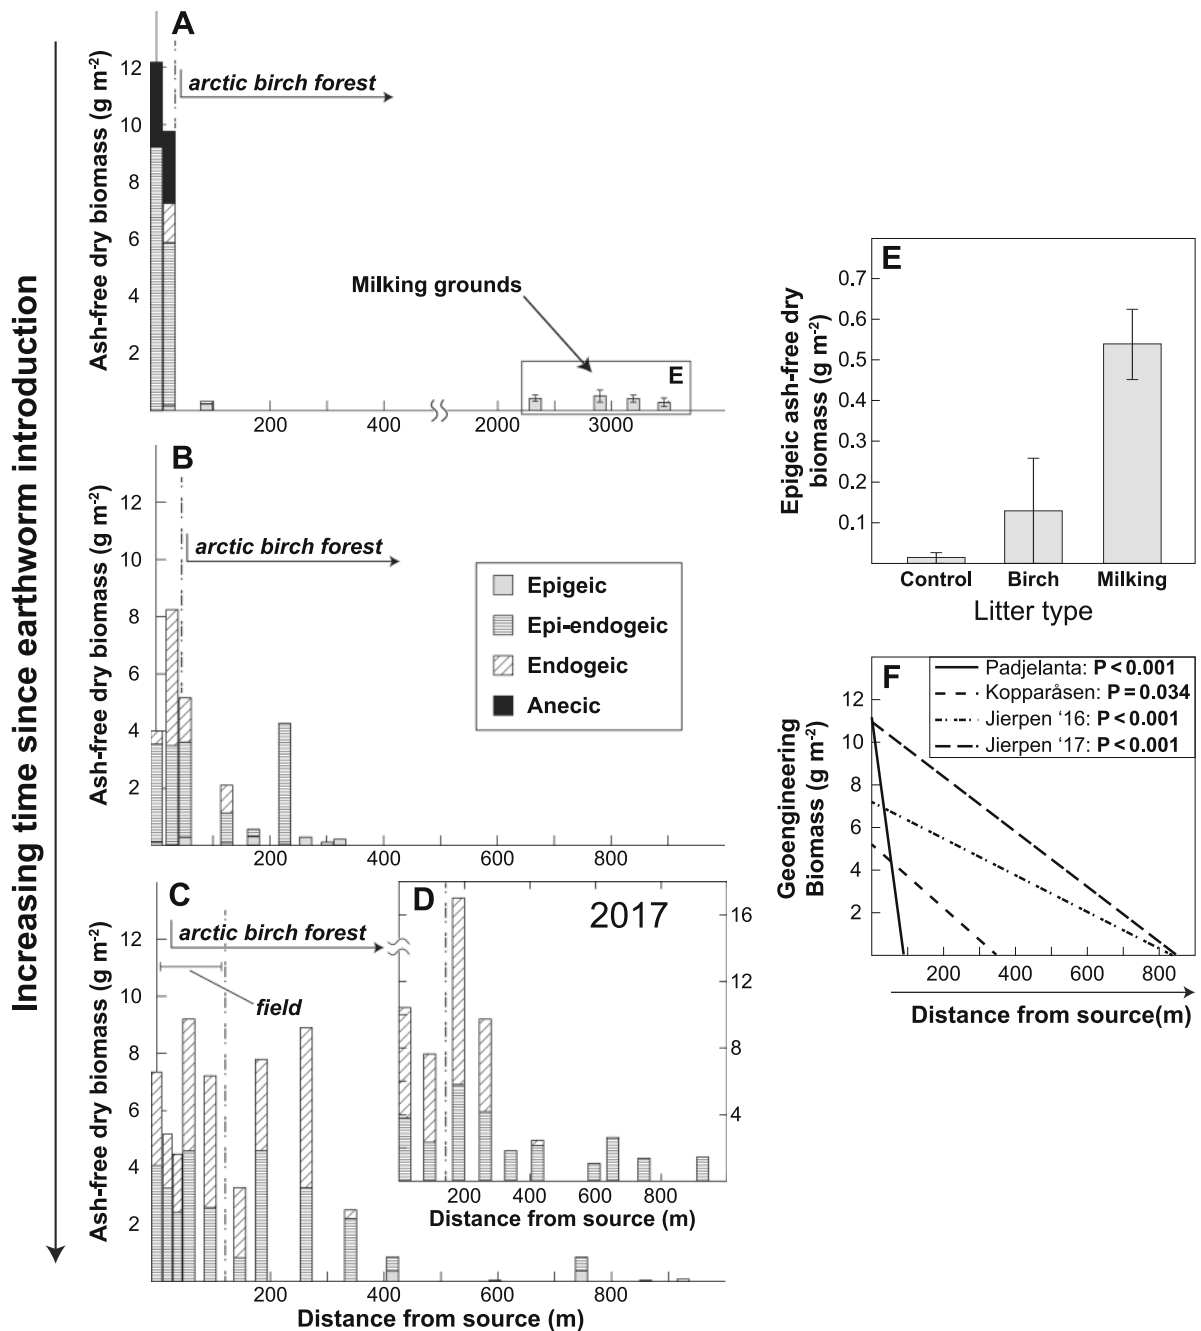 Increasing time since earthworm introduction
A
Ash-free dry biomass (g m-2)
12
10
8
6
4
2
arctic birch forest
Milking grounds
E
200
400
2000
3000
B
Ash-free dry biomass (g m-2)
12
10
8
6
4
2
arctic birch forest
Epigeic
Epi-endogeic
Endogeic
Anecic
200
400
600
800
C
Ash-free dry biomass (g m-2)
12
10
8
6
4
2
arctic birch forest
field
200
400
600
800
Distance from source (m)
D
2017
16
12
8
4
200
400
600
800
Distance from source (m)
E
Epigeic ash-free dry
biomass (g m-2)
0.7
0.6
0.5
0.4
0.3
0.2
0.1
Control
Birch
Milking
Litter type
F
Padjelanta: P < 0.001
Kopparåsen: P = 0.034
Jierpen ‘16: P < 0.001
Jierpen ‘17: P < 0.001
Geoengineering
Biomass (g m-2)
12
10
8
6
4
2
200
400
600
800
Distance from source(m)